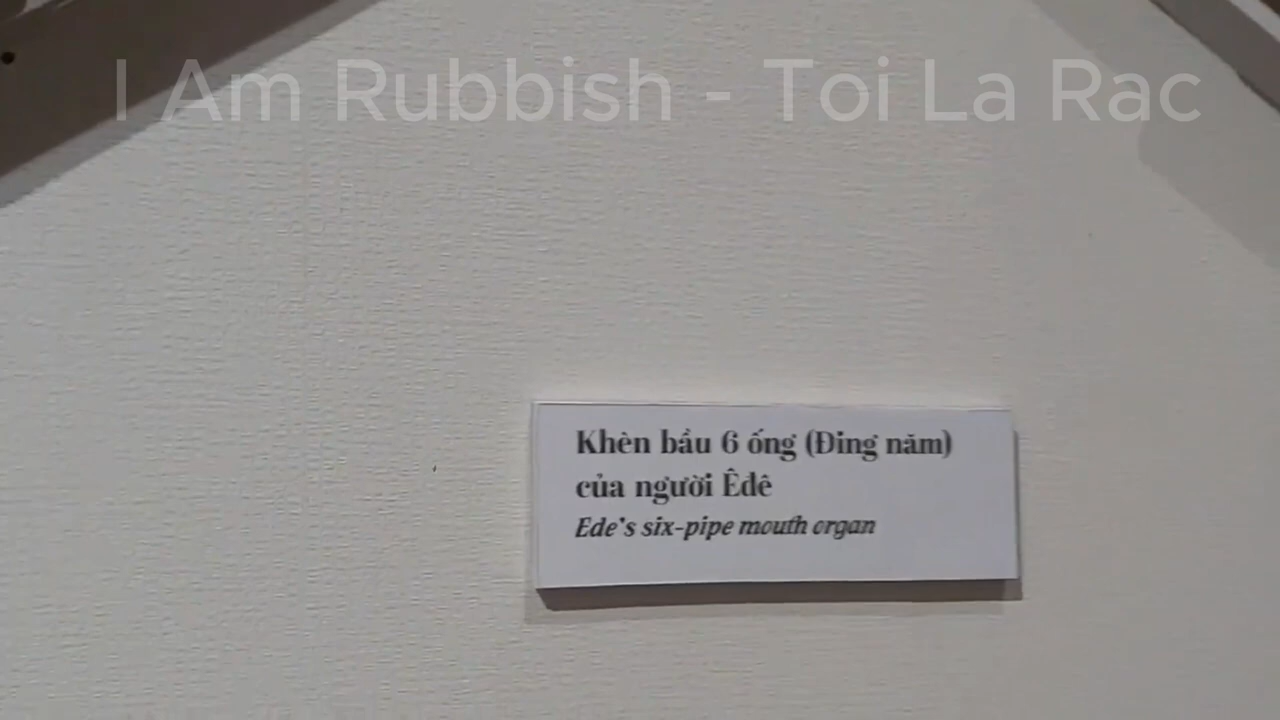 I Am Rubbish - Toi La Rac
Khèn bầu 6 ống (Đing năm)
của người Êđê
Ede's six-pipe mouth organ